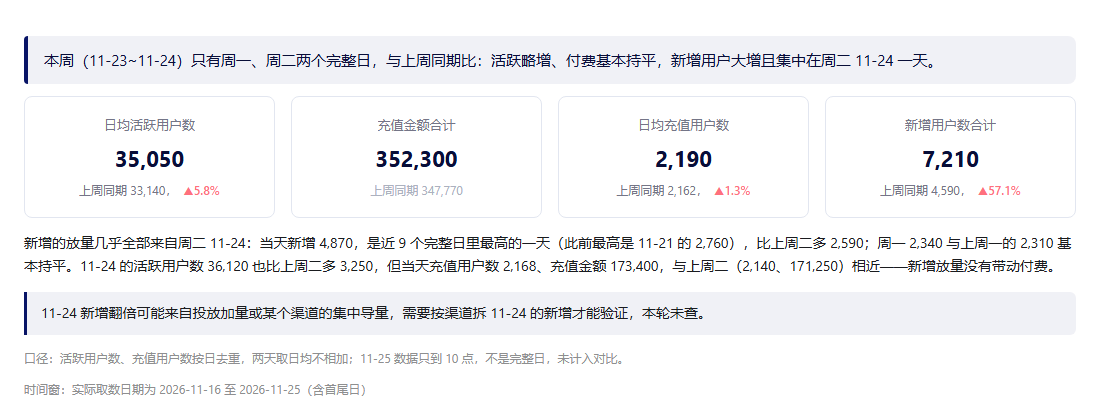 本周（11-23~11-24）只有周一、周二两个完整日，与上周同期比：活跃略增、付费基本持平，新增用户大增且集中在周二 11-24 一天。
日均活跃用户数
35,050
上周同期 33,140， ▲5.8%
充值金额合计
352,300
上周同期 347,770
日均充值用户数
2,190
上周同期 2,162， ▲1.3%
新增用户数合计
7,210
上周同期 4,590， ▲57.1%
新增的放量几乎全部来自周二 11-24：当天新增 4,870，是近 9 个完整日里最高的一天（此前最高是 11-21 的 2,760），比上周二多 2,590；周一 2,340 与上周一的 2,310 基
本持平。11-24 的活跃用户数 36,120 也比上周二多 3,250，但当天充值用户数 2,168、充值金额 173,400，与上周二（2,140、171,250）相近——新增放量没有带动付费。
11-24 新增翻倍可能来自投放加量或某个渠道的集中导量，需要按渠道拆 11-24 的新增才能验证，本轮未查。
口径：活跃用户数、充值用户数按日去重，两天取日均不相加；11-25 数据只到 10 点，不是完整日，未计入对比。
时间窗：实际取数日期为 2026-11-16 至 2026-11-25（含首尾日）